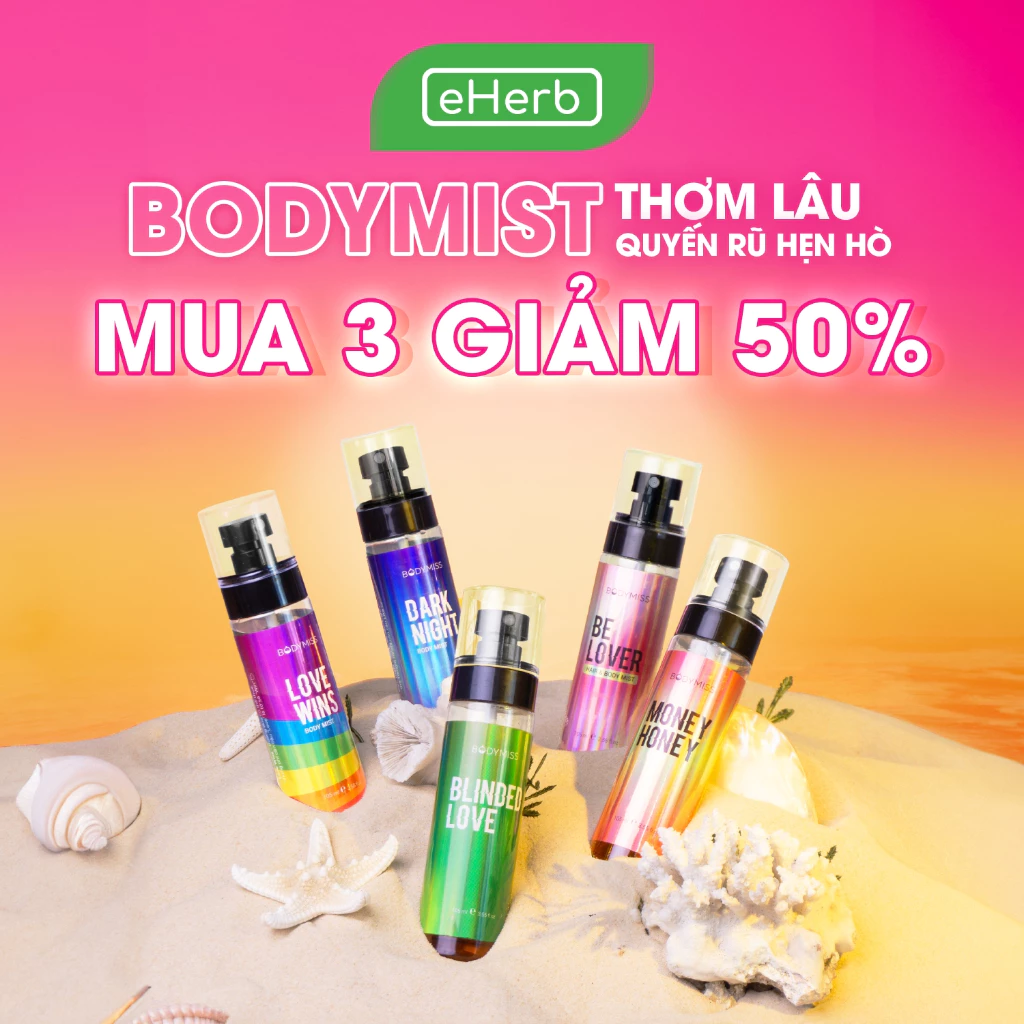 eHerb
BODYMIST
THƠM LÂU
QUYẾN RŨ HẸN HÒ
MUA 3 GIẢM 50%
BODYMISS
LOVE
WINS
BODY MIST
BODYMISS
DARK
NIGHT
BODY MIST
BODYMISS
BLINDED
LOVE
BODYMISS
BE
LOVER
HAIR & BODY MIST
BODYMISS
MONEY
HONEY